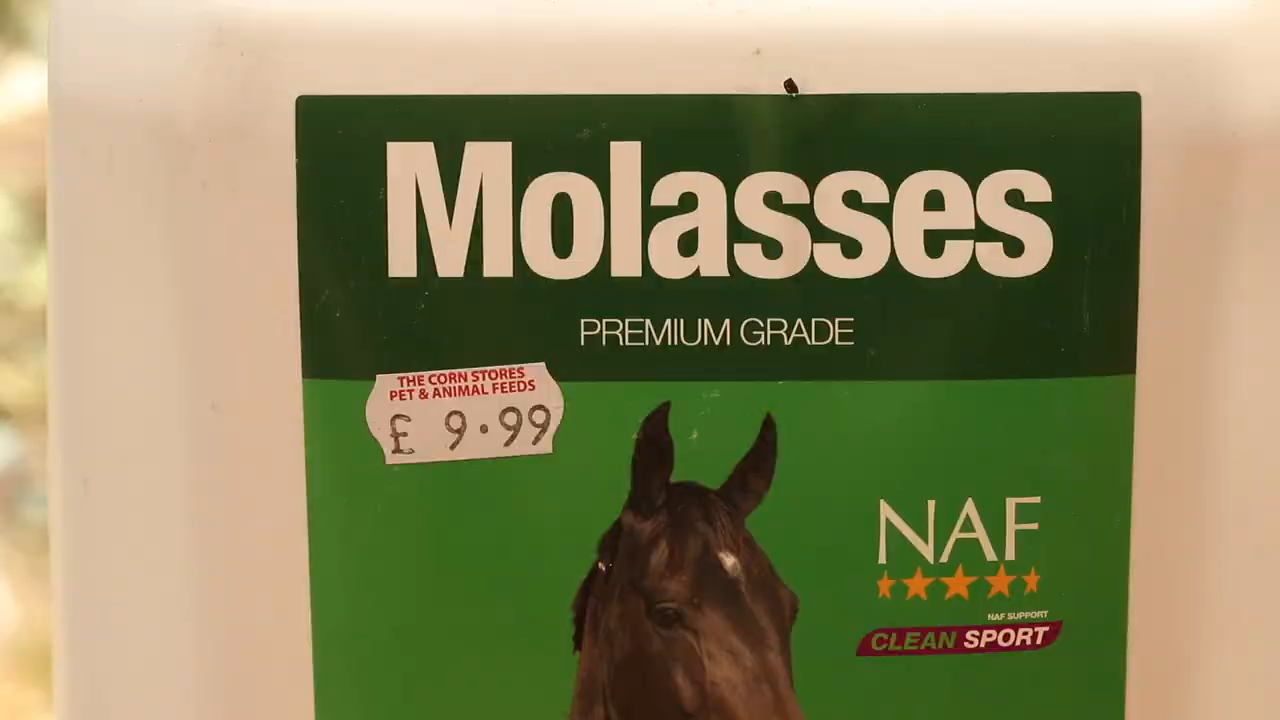 Molasses
PREMIUM GRADE
THE CORN STORES
PET & ANIMAL FEEDS
£ 9.99
NAF
NAF SUPPORT
CLEAN SPORT